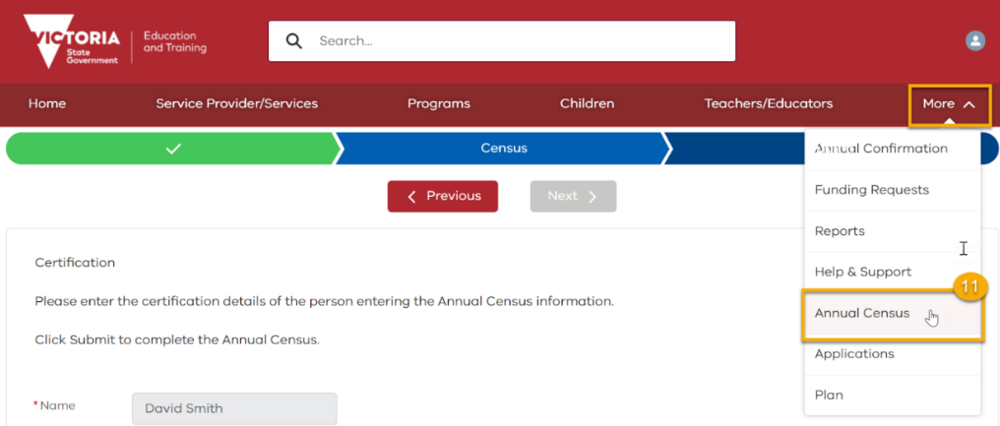 VICTORIA
State
Government
Education
and Training
Search...
Home Service Provider/Services Programs Children Teachers/Educators More
Census
Annual Confirmation
Previous Next
Funding Requests
Reports
Certification
Help & Support
11
Please enter the certification details of the person entering the Annual Census information.
Annual Census
Click Submit to complete the Annual Census.
Applications
Plan
*Name David Smith